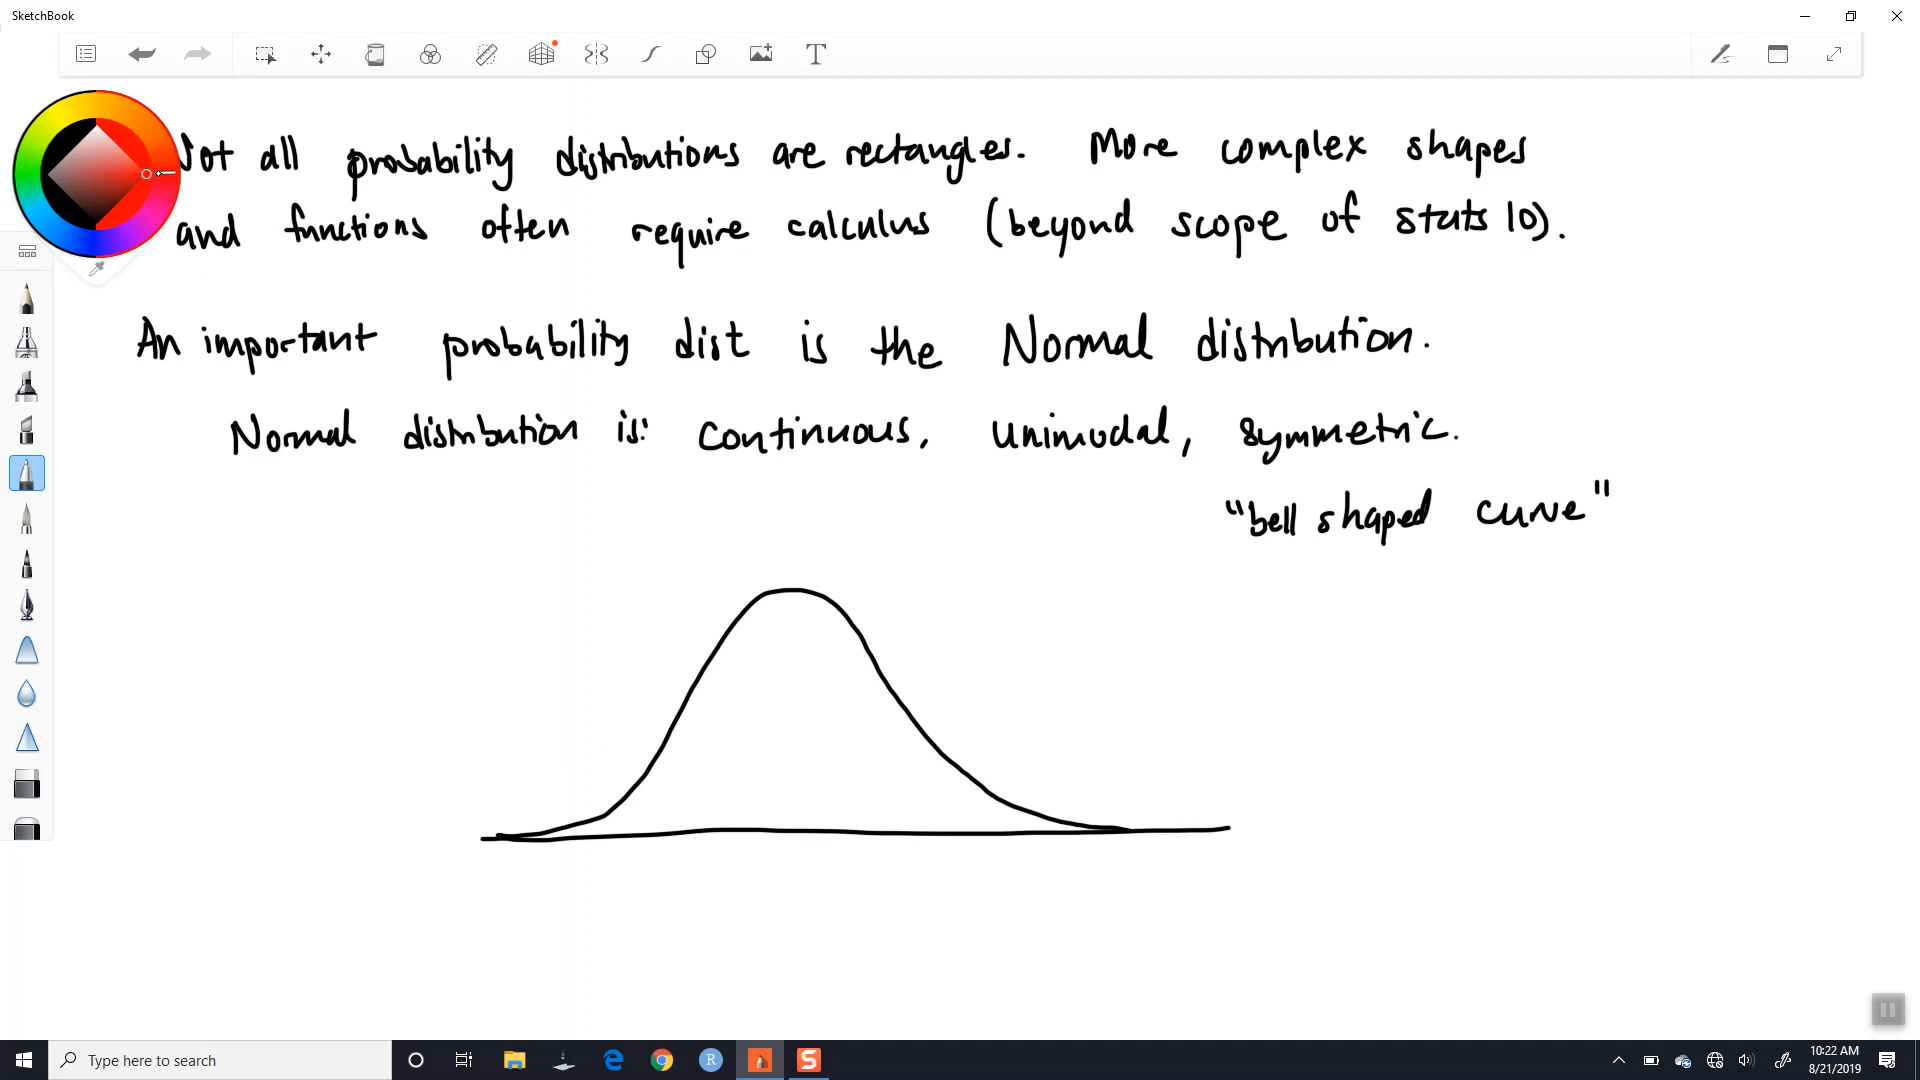 SketchBook
Not all probability distributions are rectangles. More complex shapes
and functions often require calculus (beyond scope of stats 10).
An important probability dist is the Normal distribution.
Normal distribution is: continuous, unimodal, symmetric.
"bell shaped curve"
Type here to search
10:22 AM
8/21/2019